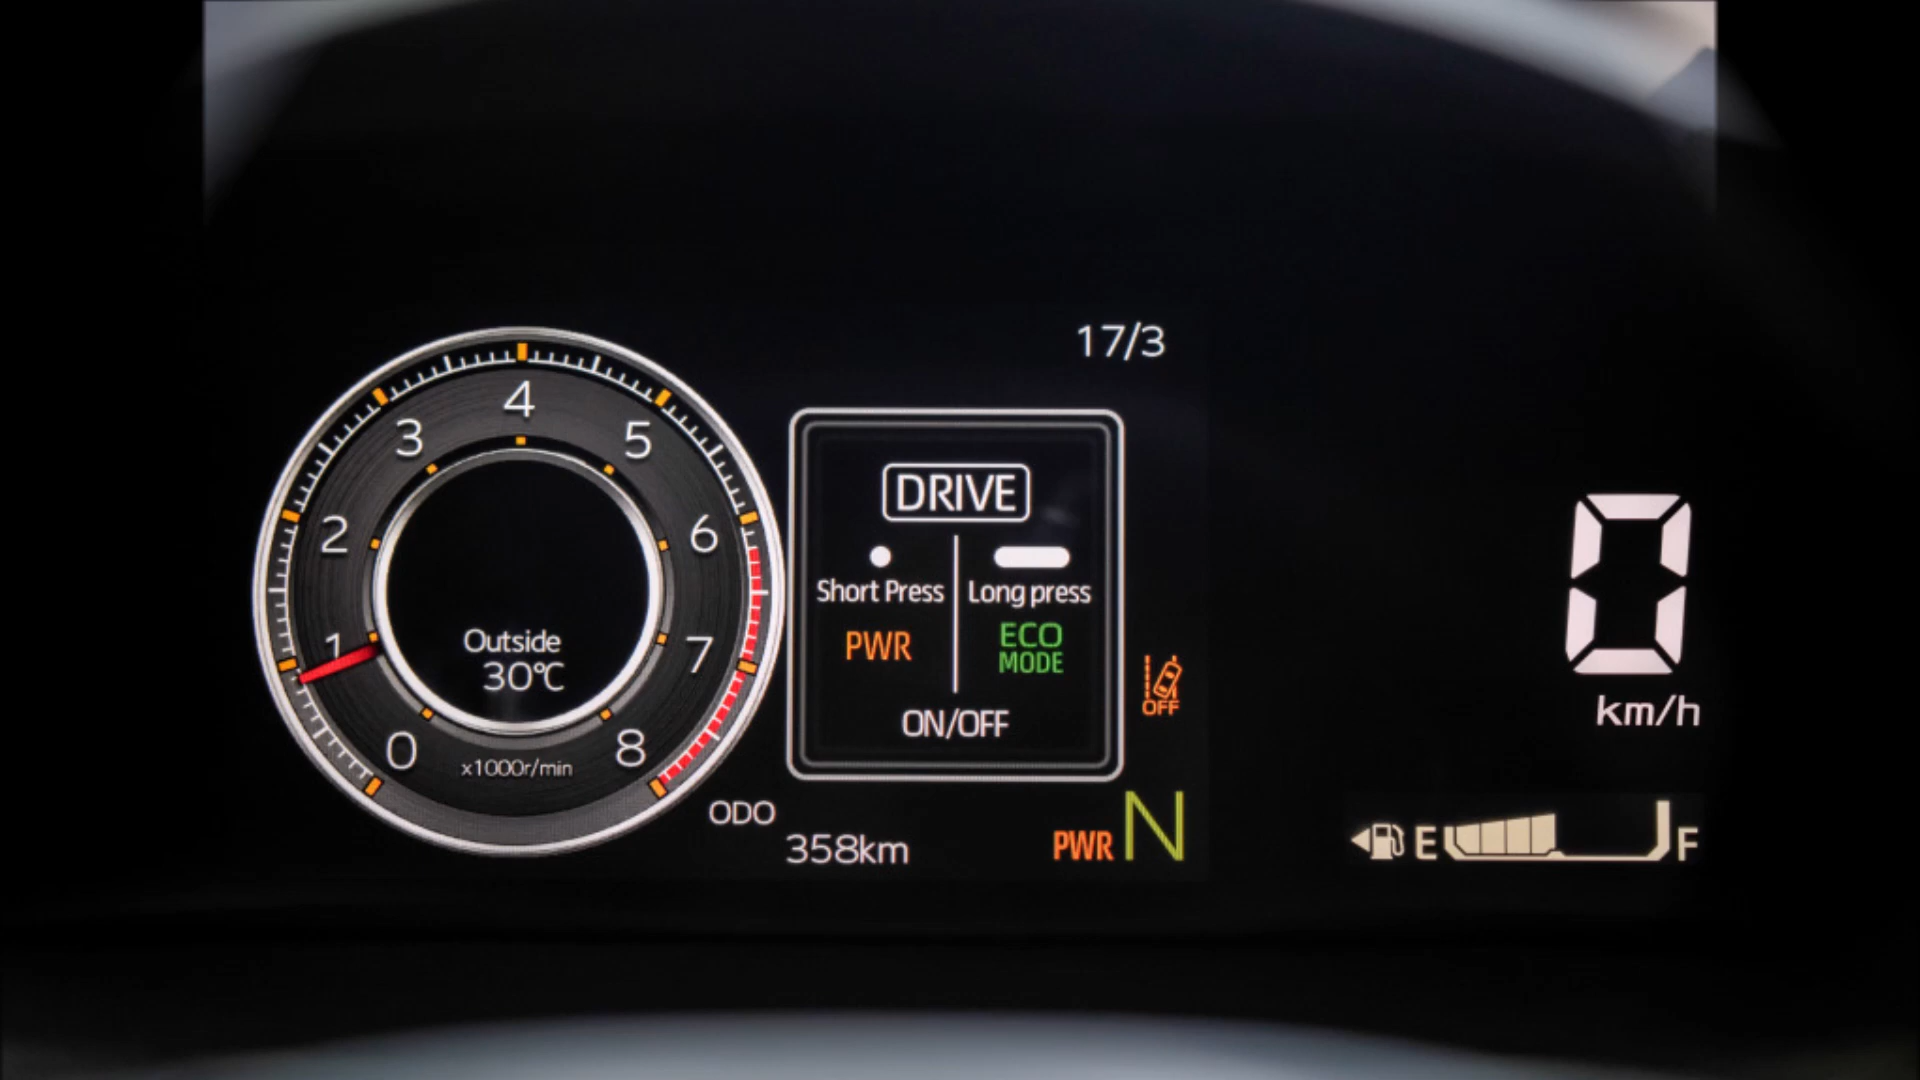 17/3
4
3
5
2
6
1
7
0
8
x1000r/min
Outside
30℃
DRIVE
Short Press
Long press
PWR
ECO
MODE
ON/OFF
OFF
0
km/h
ODO
358km
PWR N
E F